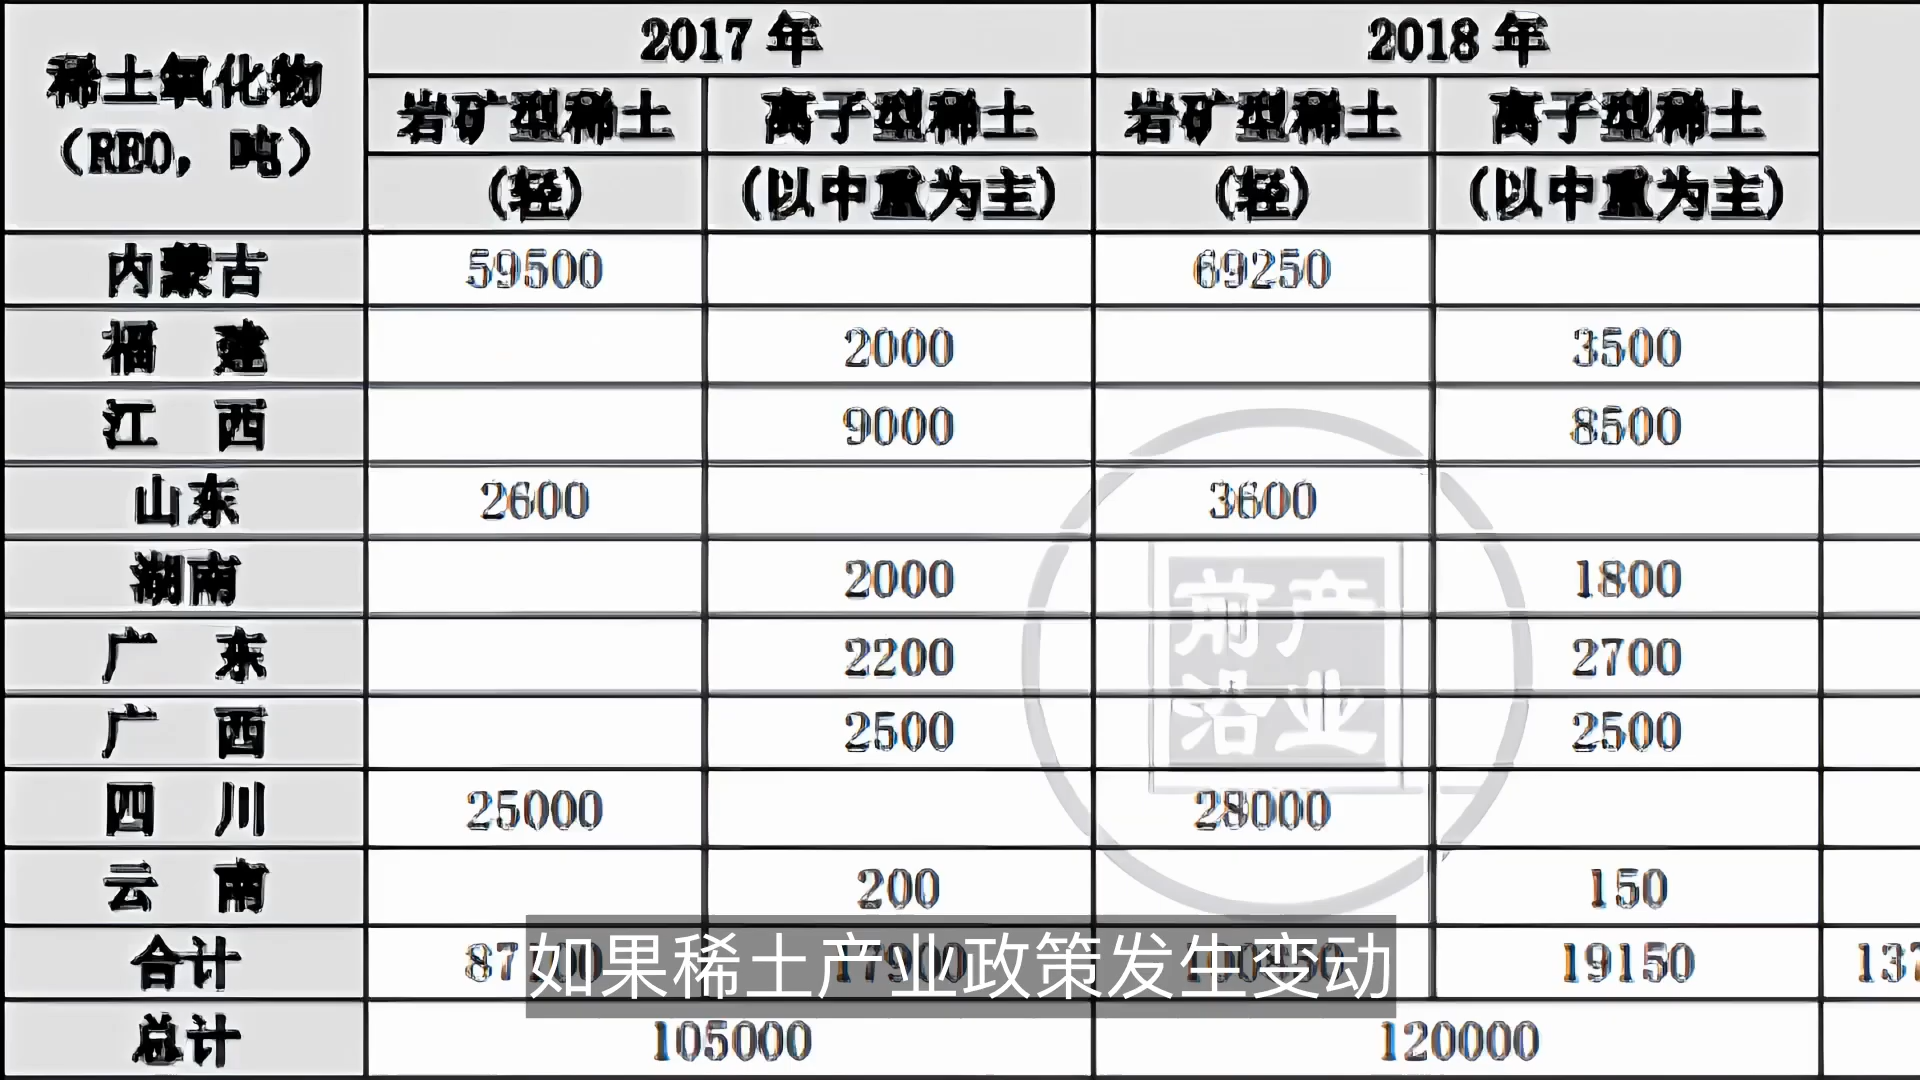 稀土氧化物
（REO，吨）
2017 年 2018 年
岩矿型稀土 离子型稀土 岩矿型稀土 离子型稀土
(轻) (以中重为主) (轻) (以中重为主)
内蒙古 59500 69250
福 建 2000 3500
江 西 9000 8500
山东 2600 3600
湖南 2000 1800
广 东 2200 2700
广 西 2500 2500
四 川 25000 28000
云 南 200 150
合计 17900 19150
总计 105000 120000
前产
沿业
如果稀土产业政策发生变动